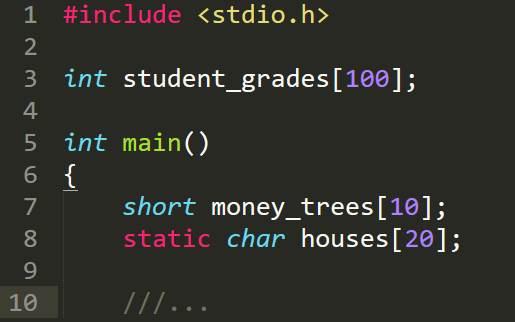 1 #include <stdio.h>
2
3 int student_grades[100];
4
5 int main()
6 {
7     short money_trees[10];
8     static char houses[20];
9
10     ///...